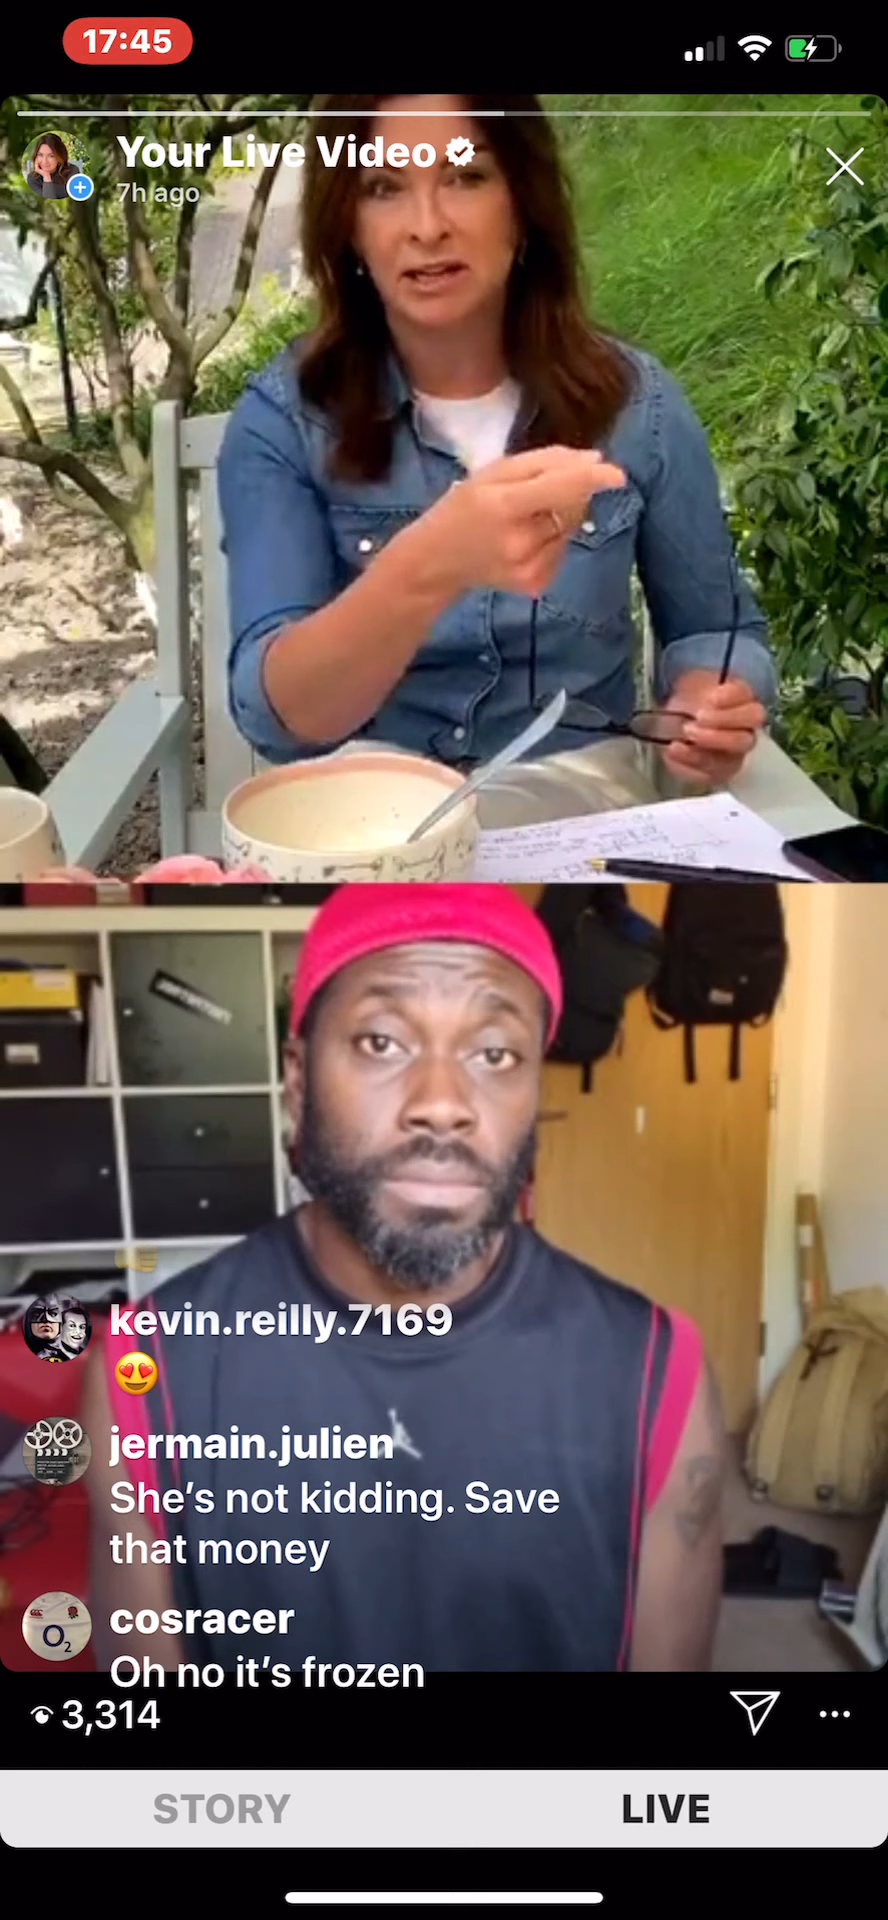 17:45
Your Live Video
7h ago
kevin.reilly.7169
😍
jermain.julien
She's not kidding. Save
that money
cosracer
O2
Oh no it's frozen
3,314
STORY
LIVE